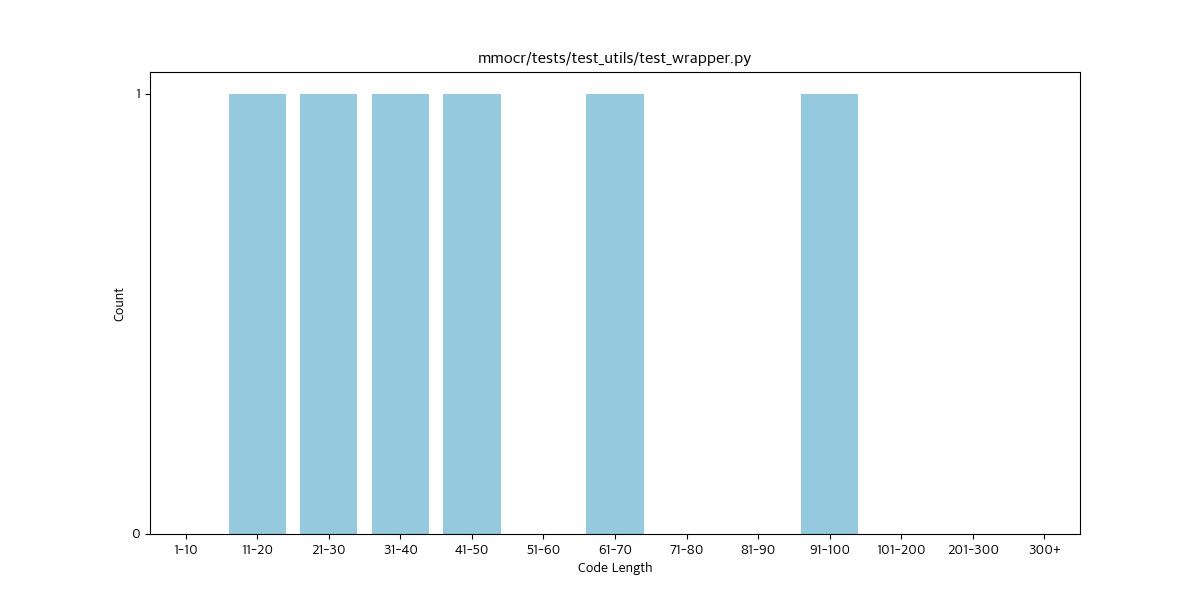 mmocr/tests/test_utils/test_wrapper.py
Count
1
0
1-10 11-20 21-30 31-40 41-50 51-60 61-70 71-80 81-90 91-100 101-200 201-300 300+
Code Length